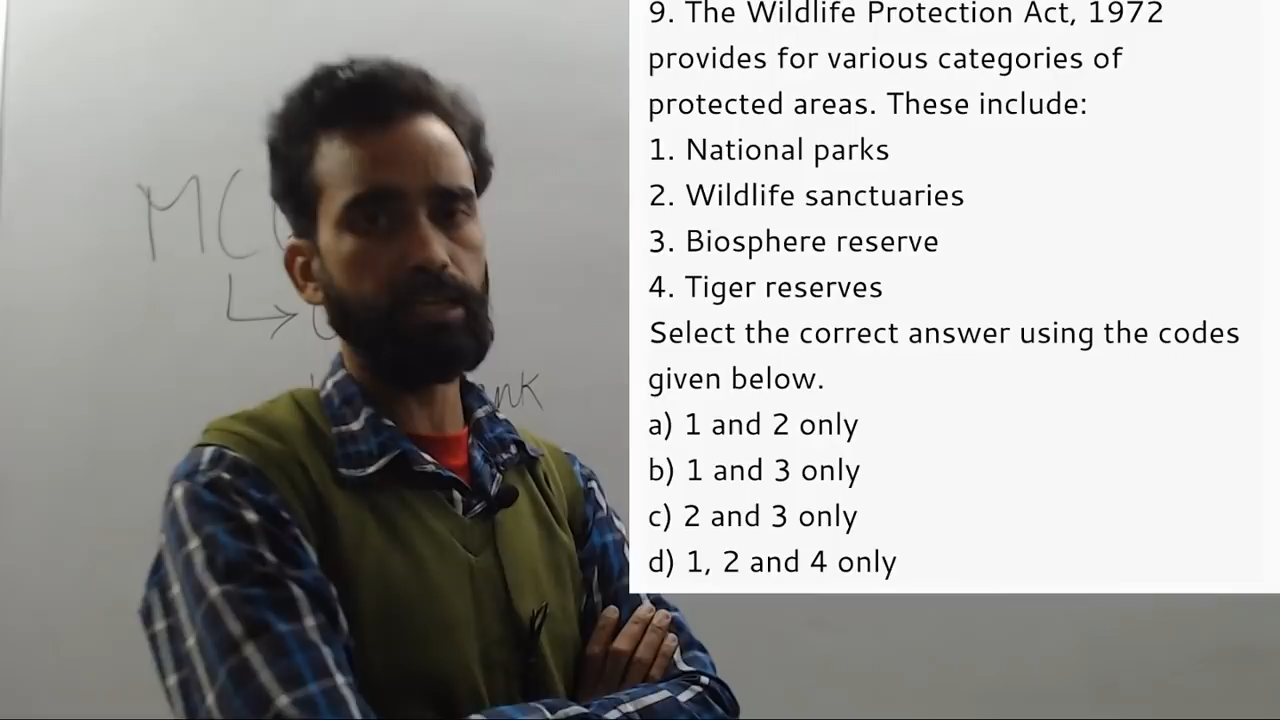 9. The Wildlife Protection Act, 1972
provides for various categories of
protected areas. These include:
1. National parks
2. Wildlife sanctuaries
3. Biosphere reserve
4. Tiger reserves
Select the correct answer using the codes
given below.
a) 1 and 2 only
b) 1 and 3 only
c) 2 and 3 only
d) 1, 2 and 4 only